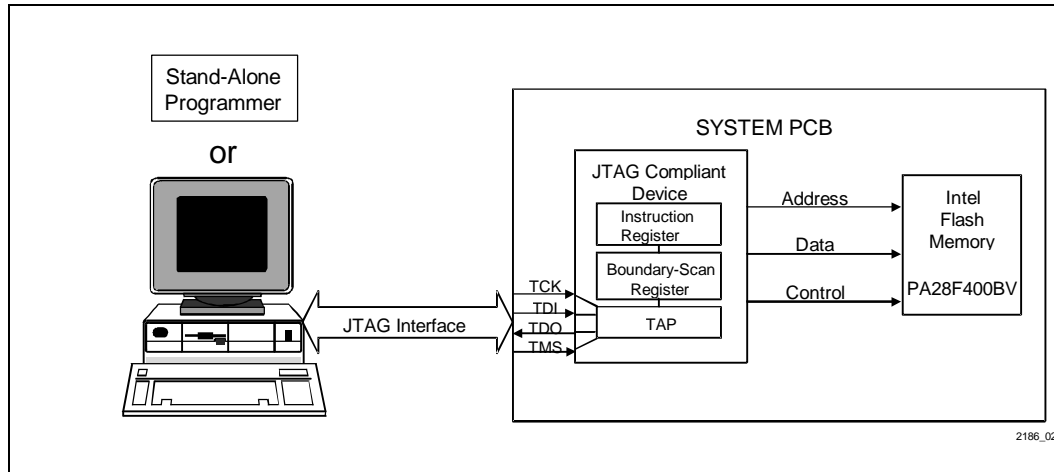 Stand-Alone
Programmer
or
JTAG Interface
SYSTEM PCB
JTAG Compliant
Device
Instruction
Register
Boundary-Scan
Register
TAP
TCK
TDI
TDO
TMS
Address
Data
Control
Intel
Flash
Memory
PA28F400BV
2186_02